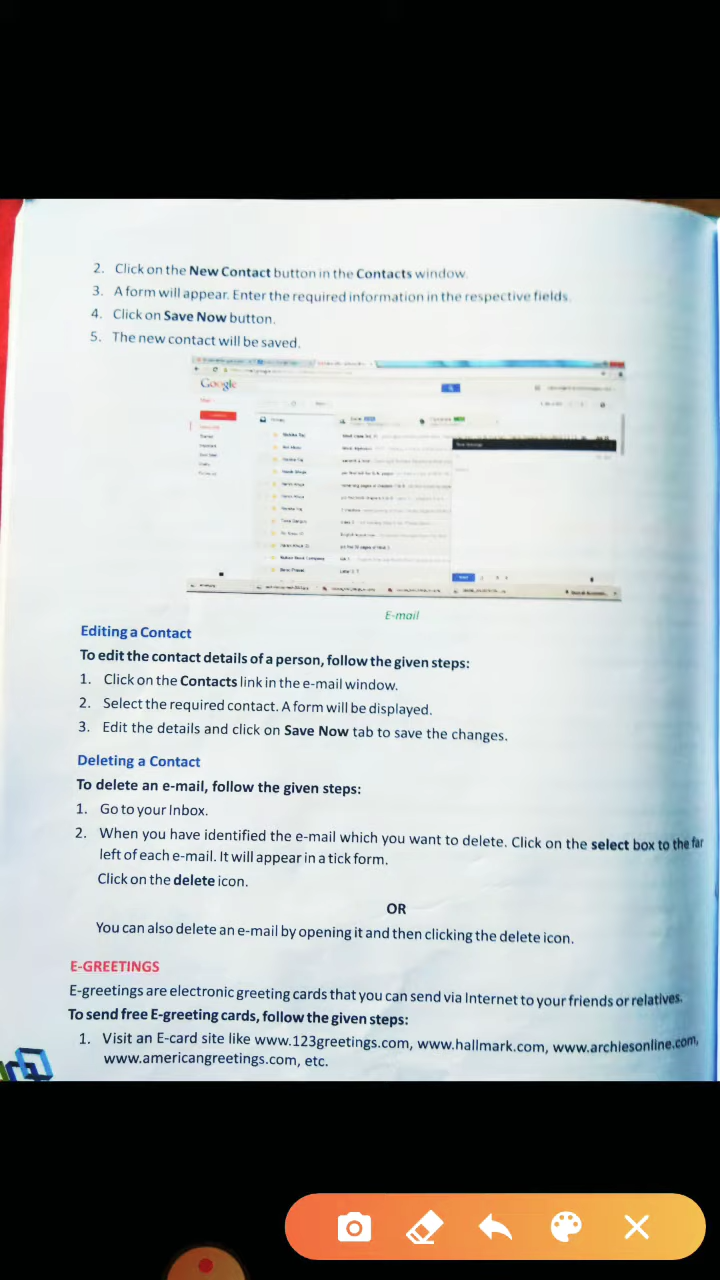 2. Click on the New Contact button in the Contacts window.
3. A form will appear. Enter the required information in the respective fields.
4. Click on Save Now button.
5. The new contact will be saved.
Google
E-mail
Editing a Contact
To edit the contact details of a person, follow the given steps:
1. Click on the Contacts link in the e-mail window.
2. Select the required contact. A form will be displayed.
3. Edit the details and click on Save Now tab to save the changes.
Deleting a Contact
To delete an e-mail, follow the given steps:
1. Go to your Inbox.
2. When you have identified the e-mail which you want to delete. Click on the select box to the far
left of each e-mail. It will appear in a tick form.
Click on the delete icon.
OR
You can also delete an e-mail by opening it and then clicking the delete icon.
E-GREETINGS
E-greetings are electronic greeting cards that you can send via Internet to your friends or relatives.
To send free E-greeting cards, follow the given steps:
1. Visit an E-card site like www.123greetings.com, www.hallmark.com, www.archiesonline.com,
www.americangreetings.com, etc.